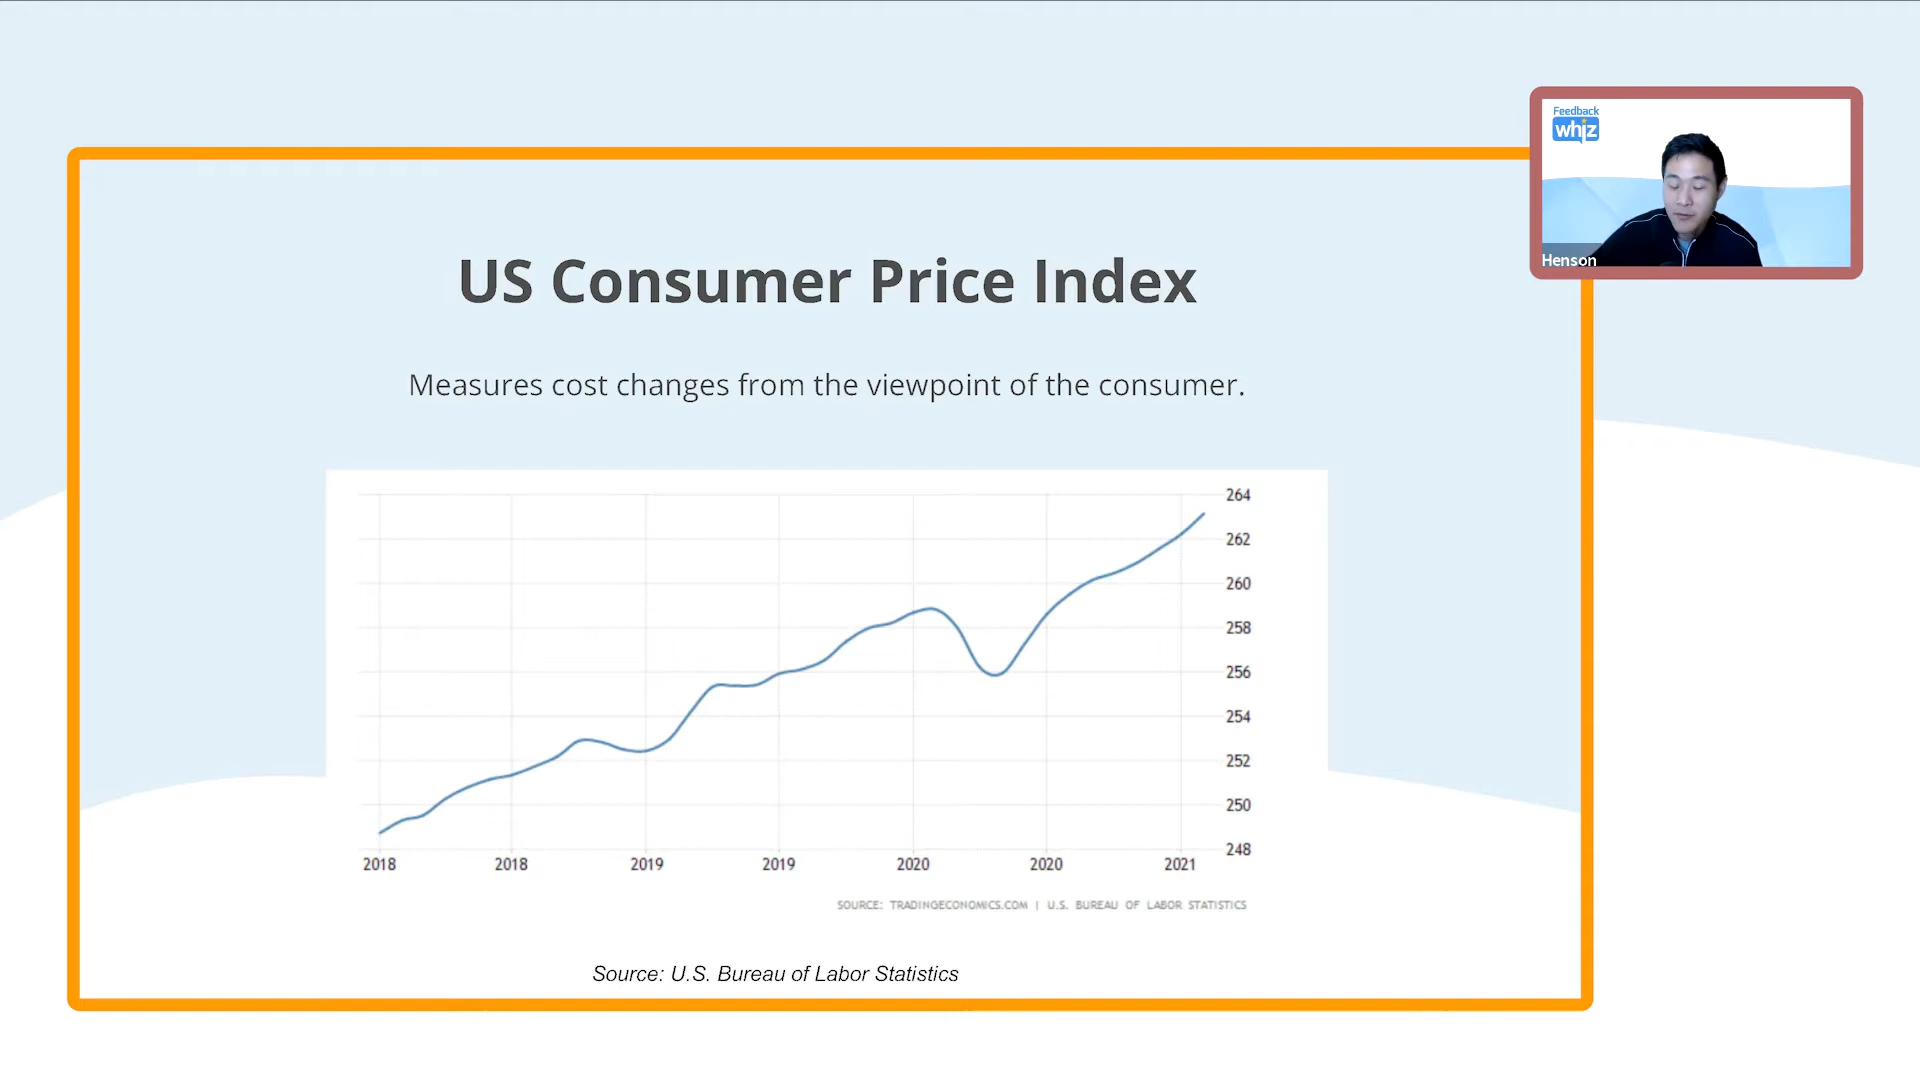 Feedback
whiz
Henson
US Consumer Price Index
Measures cost changes from the viewpoint of the consumer.
264
262
260
258
256
254
252
250
248
2018 2018 2019 2019 2020 2020 2021
SOURCE: TRADINGECONOMICS.COM | U.S. BUREAU OF LABOR STATISTICS
Source: U.S. Bureau of Labor Statistics